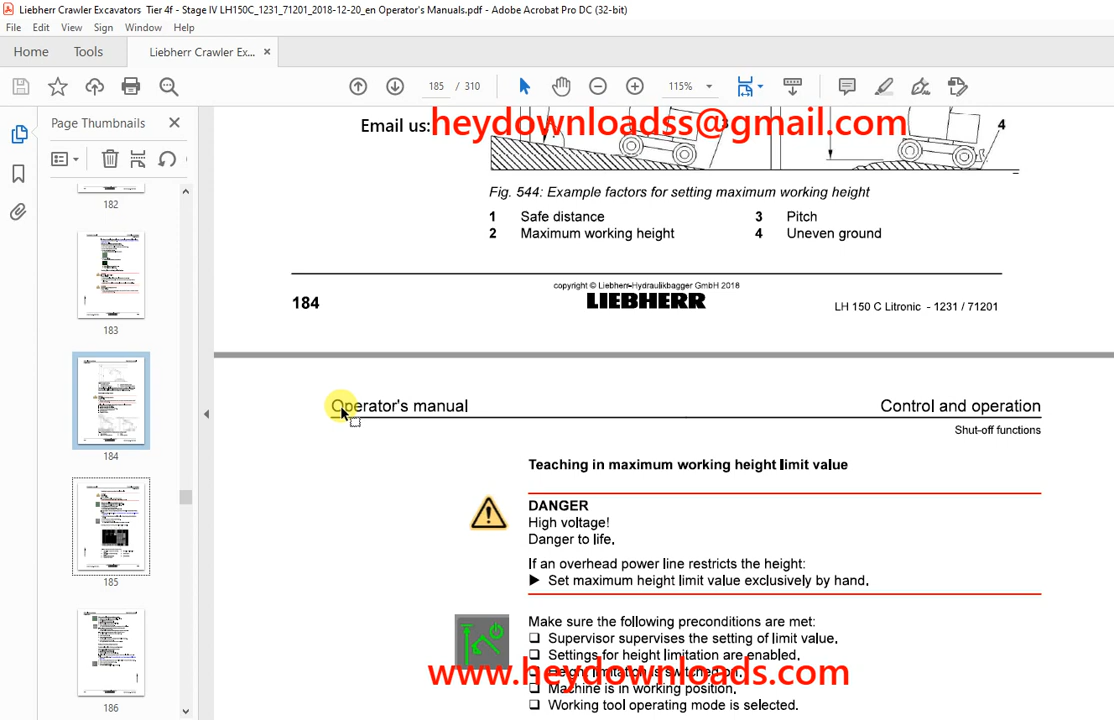 Liebherr Crawler Excavators  Tier 4f - Stage IV LH150C_1231_71201_2018-12-20_en Operator's Manuals.pdf - Adobe Acrobat Pro DC (32-bit)
File Edit View Sign Window Help
Home Tools Liebherr Crawler Ex... ×
185 / 310 115%
Page Thumbnails
182
183
184
185
186
Email us:heydownloadss@gmail.com
3
4
Fig. 544: Example factors for setting maximum working height
1 Safe distance 3 Pitch
2 Maximum working height 4 Uneven ground
copyright © Liebherr-Hydraulikbagger GmbH 2018
184 LIEBHERR LH 150 C Litronic - 1231 / 71201
Operator's manual Control and operation
Shut-off functions
Teaching in maximum working height limit value
DANGER
High voltage!
Danger to life.
If an overhead power line restricts the height:
▶ Set maximum height limit value exclusively by hand.
Make sure the following preconditions are met:
❑ Supervisor supervises the setting of limit value.
❑ Settings for height limitation are enabled.
❑ Height limitation is switched on.
www.heydownloads.com
❑ Machine is in working position.
❑ Working tool operating mode is selected.